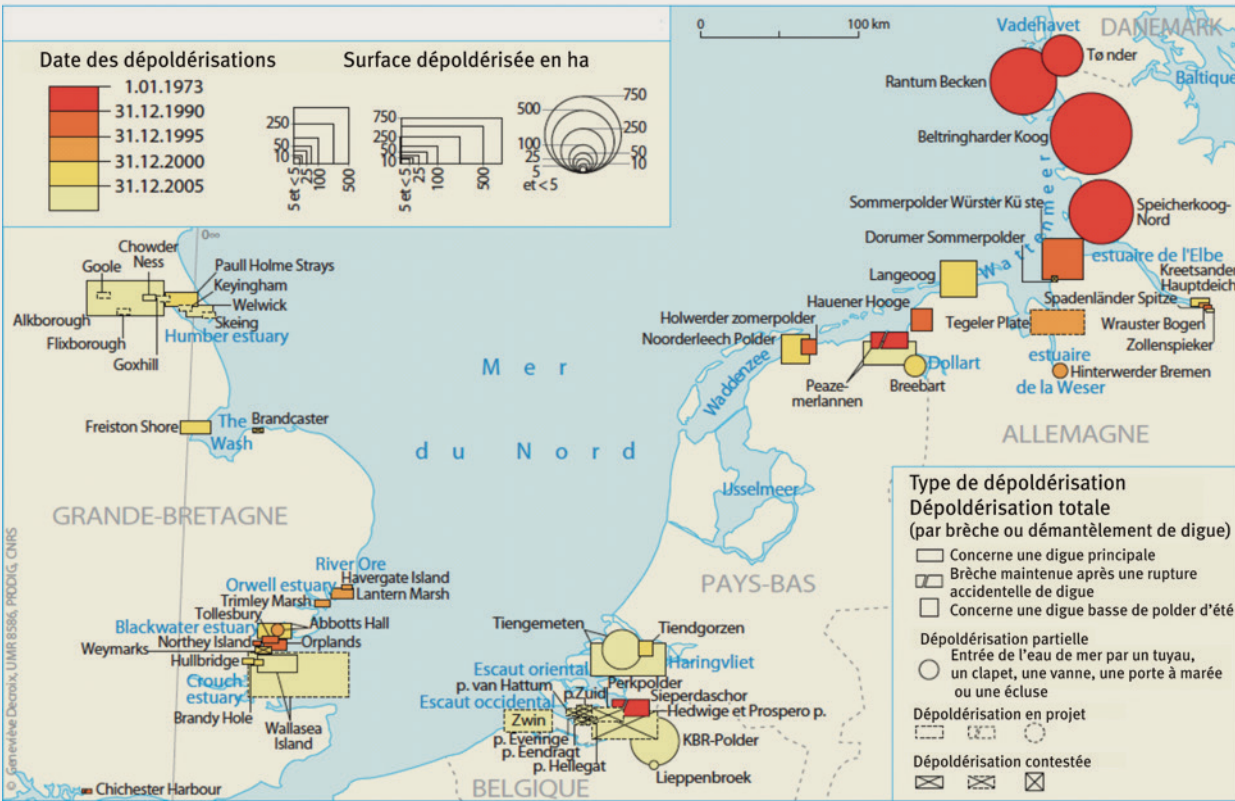 Date des dépoldérisations
1.01.1973
31.12.1990
31.12.1995
31.12.2000
31.12.2005
Surface dépoldérisée en ha
250
50
10
5 et < 5
25
100
500
750
250
50
10
5 et < 5
25
100
500
750
500
250
100
50
25
10
5
et < 5
0
100 km
Vadehavet
DANEMARK
Tø nder
Rantum Becken
Baltique
Beltringharder Koog
Wattenmeer
Sommerpolder Würster Kü ste
Speicherkoog-
Nord
Dorumer Sommerpolder
estuaire de l'Elbe
Langeoog
Kreetsander
Hauptdeich
Hauener Hooge
Spadenländer Spitze
Holwerder zomerpolder
Tegeler Plate
Wrauster Bogen
Noorderleech Polder
Zollenspieker
Waddenzee
Dollart
estuaire
de la Weser
Hinterwerder Bremen
Peaze-
merlannen
Breebart
ALLEMAGNE
0∞
Chowder
Ness
Goole
Paull Holme Strays
Keyingham
Welwick
Skeing
Alkborough
Flixborough
Humber estuary
Goxhill
Mer
du Nord
Freiston Shore
The
Wash
Brandcaster
IJsselmeer
GRANDE-BRETAGNE
PAYS-BAS
River Ore
Orwell estuary
Havergate Island
Lantern Marsh
Trimley Marsh
Tollesbury
Blackwater estuary
Abbotts Hall
Northey Island
Orplands
Weymarks
Hullbridge
Crouch
estuary
Brandy Hole
Wallasea
Island
Chichester Harbour
Tiengemeten
Tiendgorzen
Escaut oriental
Haringvliet
p. van Hattum
Perkpolder
p.Zuid
Sieperdaschor
Escaut occidental
Hedwige et Prospero p.
Zwin
p. Eyeringe
KBR-Polder
p. Eendragt
p. Hellegat
Lieppenbroek
BELGIQUE
Type de dépoldérisation
Dépoldérisation totale
(par brèche ou démantèlement de digue)
Concerne une digue principale
Brèche maintenue après une rupture
accidentelle de digue
Concerne une digue basse de polder d'été
Dépoldérisation partielle
Entrée de l'eau de mer par un tuyau,
un clapet, une vanne, une porte à marée
ou une écluse
Dépoldérisation en projet
Dépoldérisation contestée
© Geneviève Decroix, UMR 8586, PRODIG, CNRS